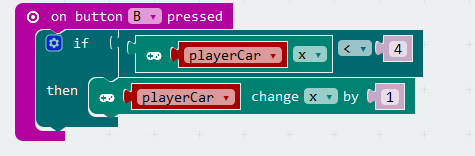 on button B pressed
if playerCar x < 4
then playerCar change x by 1